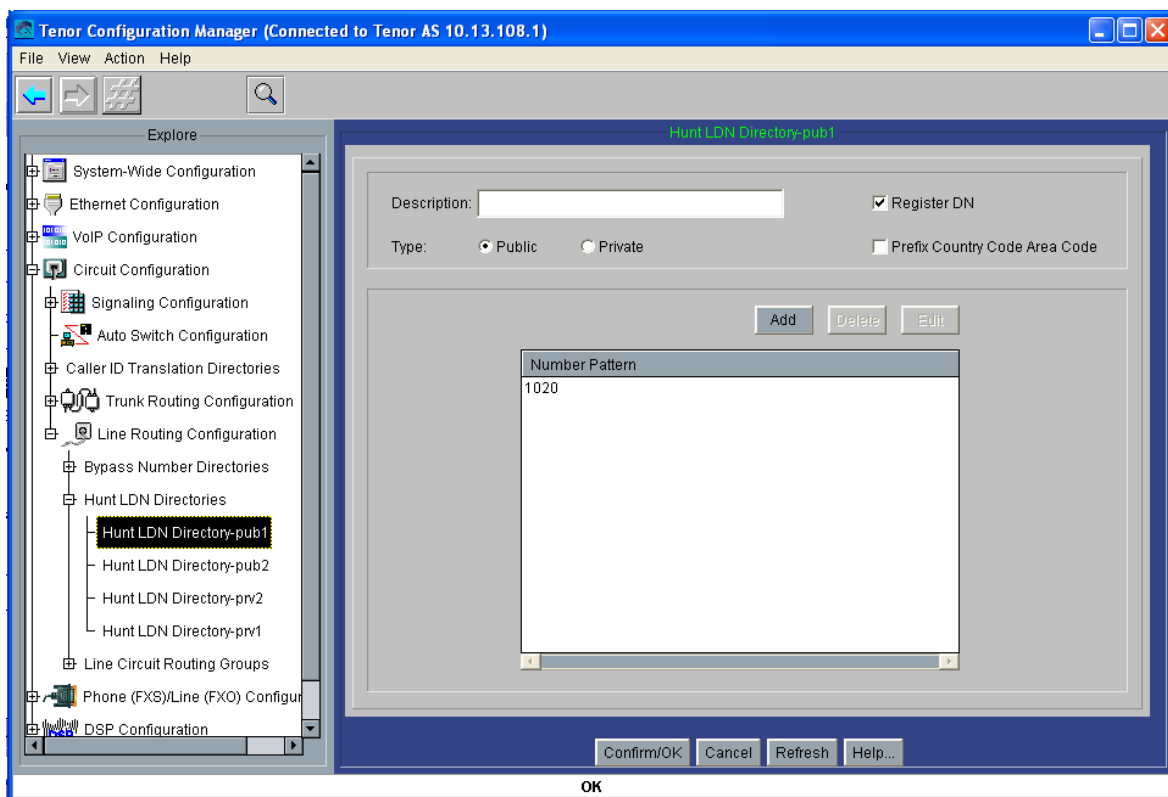 Tenor Configuration Manager (Connected to Tenor AS 10.13.108.1)
File View Action Help
Explore
System-Wide Configuration
Ethernet Configuration
VoIP Configuration
Circuit Configuration
Signaling Configuration
Auto Switch Configuration
Caller ID Translation Directories
Trunk Routing Configuration
Line Routing Configuration
Bypass Number Directories
Hunt LDN Directories
Hunt LDN Directory-pub1
Hunt LDN Directory-pub2
Hunt LDN Directory-prv2
Hunt LDN Directory-prv1
Line Circuit Routing Groups
Phone (FXS)/Line (FXO) Configur
DSP Configuration
Hunt LDN Directory-pub1
Description:
Register DN
Type: Public Private
Prefix Country Code Area Code
Add Delete Edit
Number Pattern
1020
Confirm/OK Cancel Refresh Help...
OK